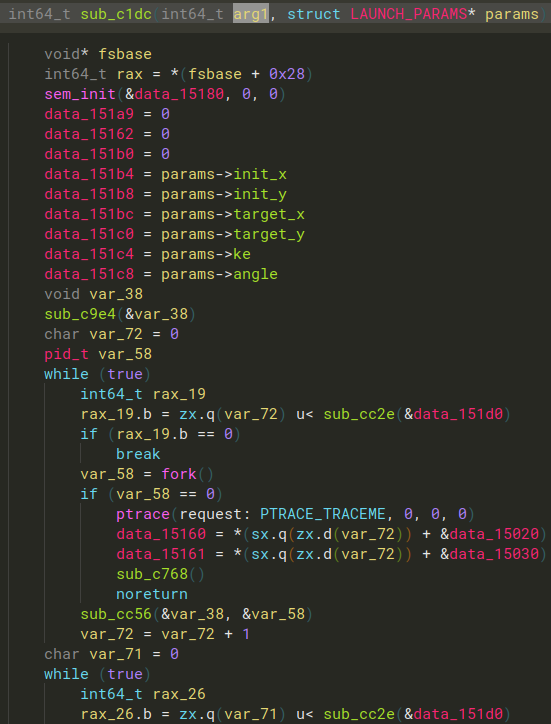 int64_t sub_c1dc(int64_t arg1, struct LAUNCH_PARAMS* params)
void* fsbase
int64_t rax = *(fsbase + 0x28)
sem_init(&data_15180, 0, 0)
data_151a9 = 0
data_15162 = 0
data_151b0 = 0
data_151b4 = params->init_x
data_151b8 = params->init_y
data_151bc = params->target_x
data_151c0 = params->target_y
data_151c4 = params->ke
data_151c8 = params->angle
void var_38
sub_c9e4(&var_38)
char var_72 = 0
pid_t var_58
while (true)
int64_t rax_19
rax_19.b = zx.q(var_72) u< sub_cc2e(&data_151d0)
if (rax_19.b == 0)
break
var_58 = fork()
if (var_58 == 0)
ptrace(request: PTRACE_TRACEME, 0, 0, 0)
data_15160 = *(sx.q(zx.d(var_72)) + &data_15020)
data_15161 = *(sx.q(zx.d(var_72)) + &data_15030)
sub_c768()
noreturn
sub_cc56(&var_38, &var_58)
var_72 = var_72 + 1
char var_71 = 0
while (true)
int64_t rax_26
rax_26.b = zx.q(var_71) u< sub_cc2e(&data_151d0)